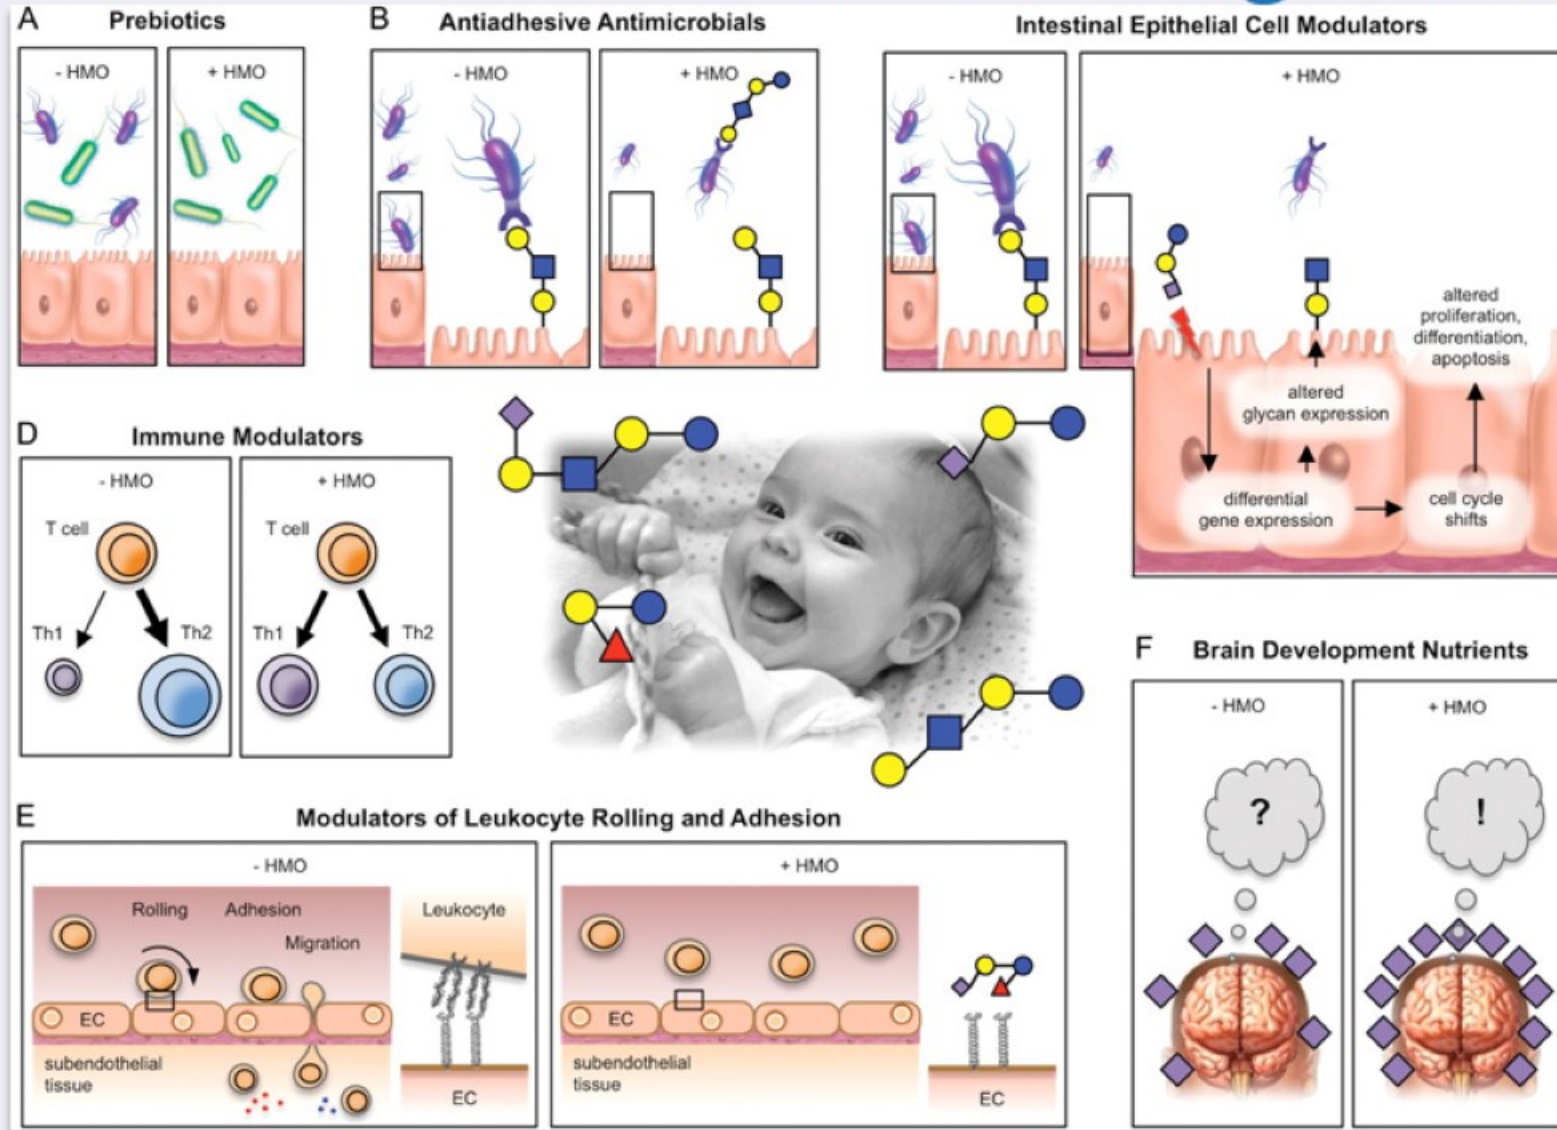 A
Prebiotics
- HMO
+ HMO
B
Antiadhesive Antimicrobials
- HMO
+ HMO
Intestinal Epithelial Cell Modulators
- HMO
+ HMO
altered
proliferation,
differentiation,
apoptosis
altered
glycan expression
differential
gene expression
cell cycle
shifts
D
Immune Modulators
- HMO
T cell
Th1
Th2
+ HMO
T cell
Th1
Th2
E
Modulators of Leukocyte Rolling and Adhesion
- HMO
Rolling
Adhesion
Migration
EC
subendothelial
tissue
Leukocyte
EC
+ HMO
EC
subendothelial
tissue
EC
F
Brain Development Nutrients
- HMO
?
+ HMO
!